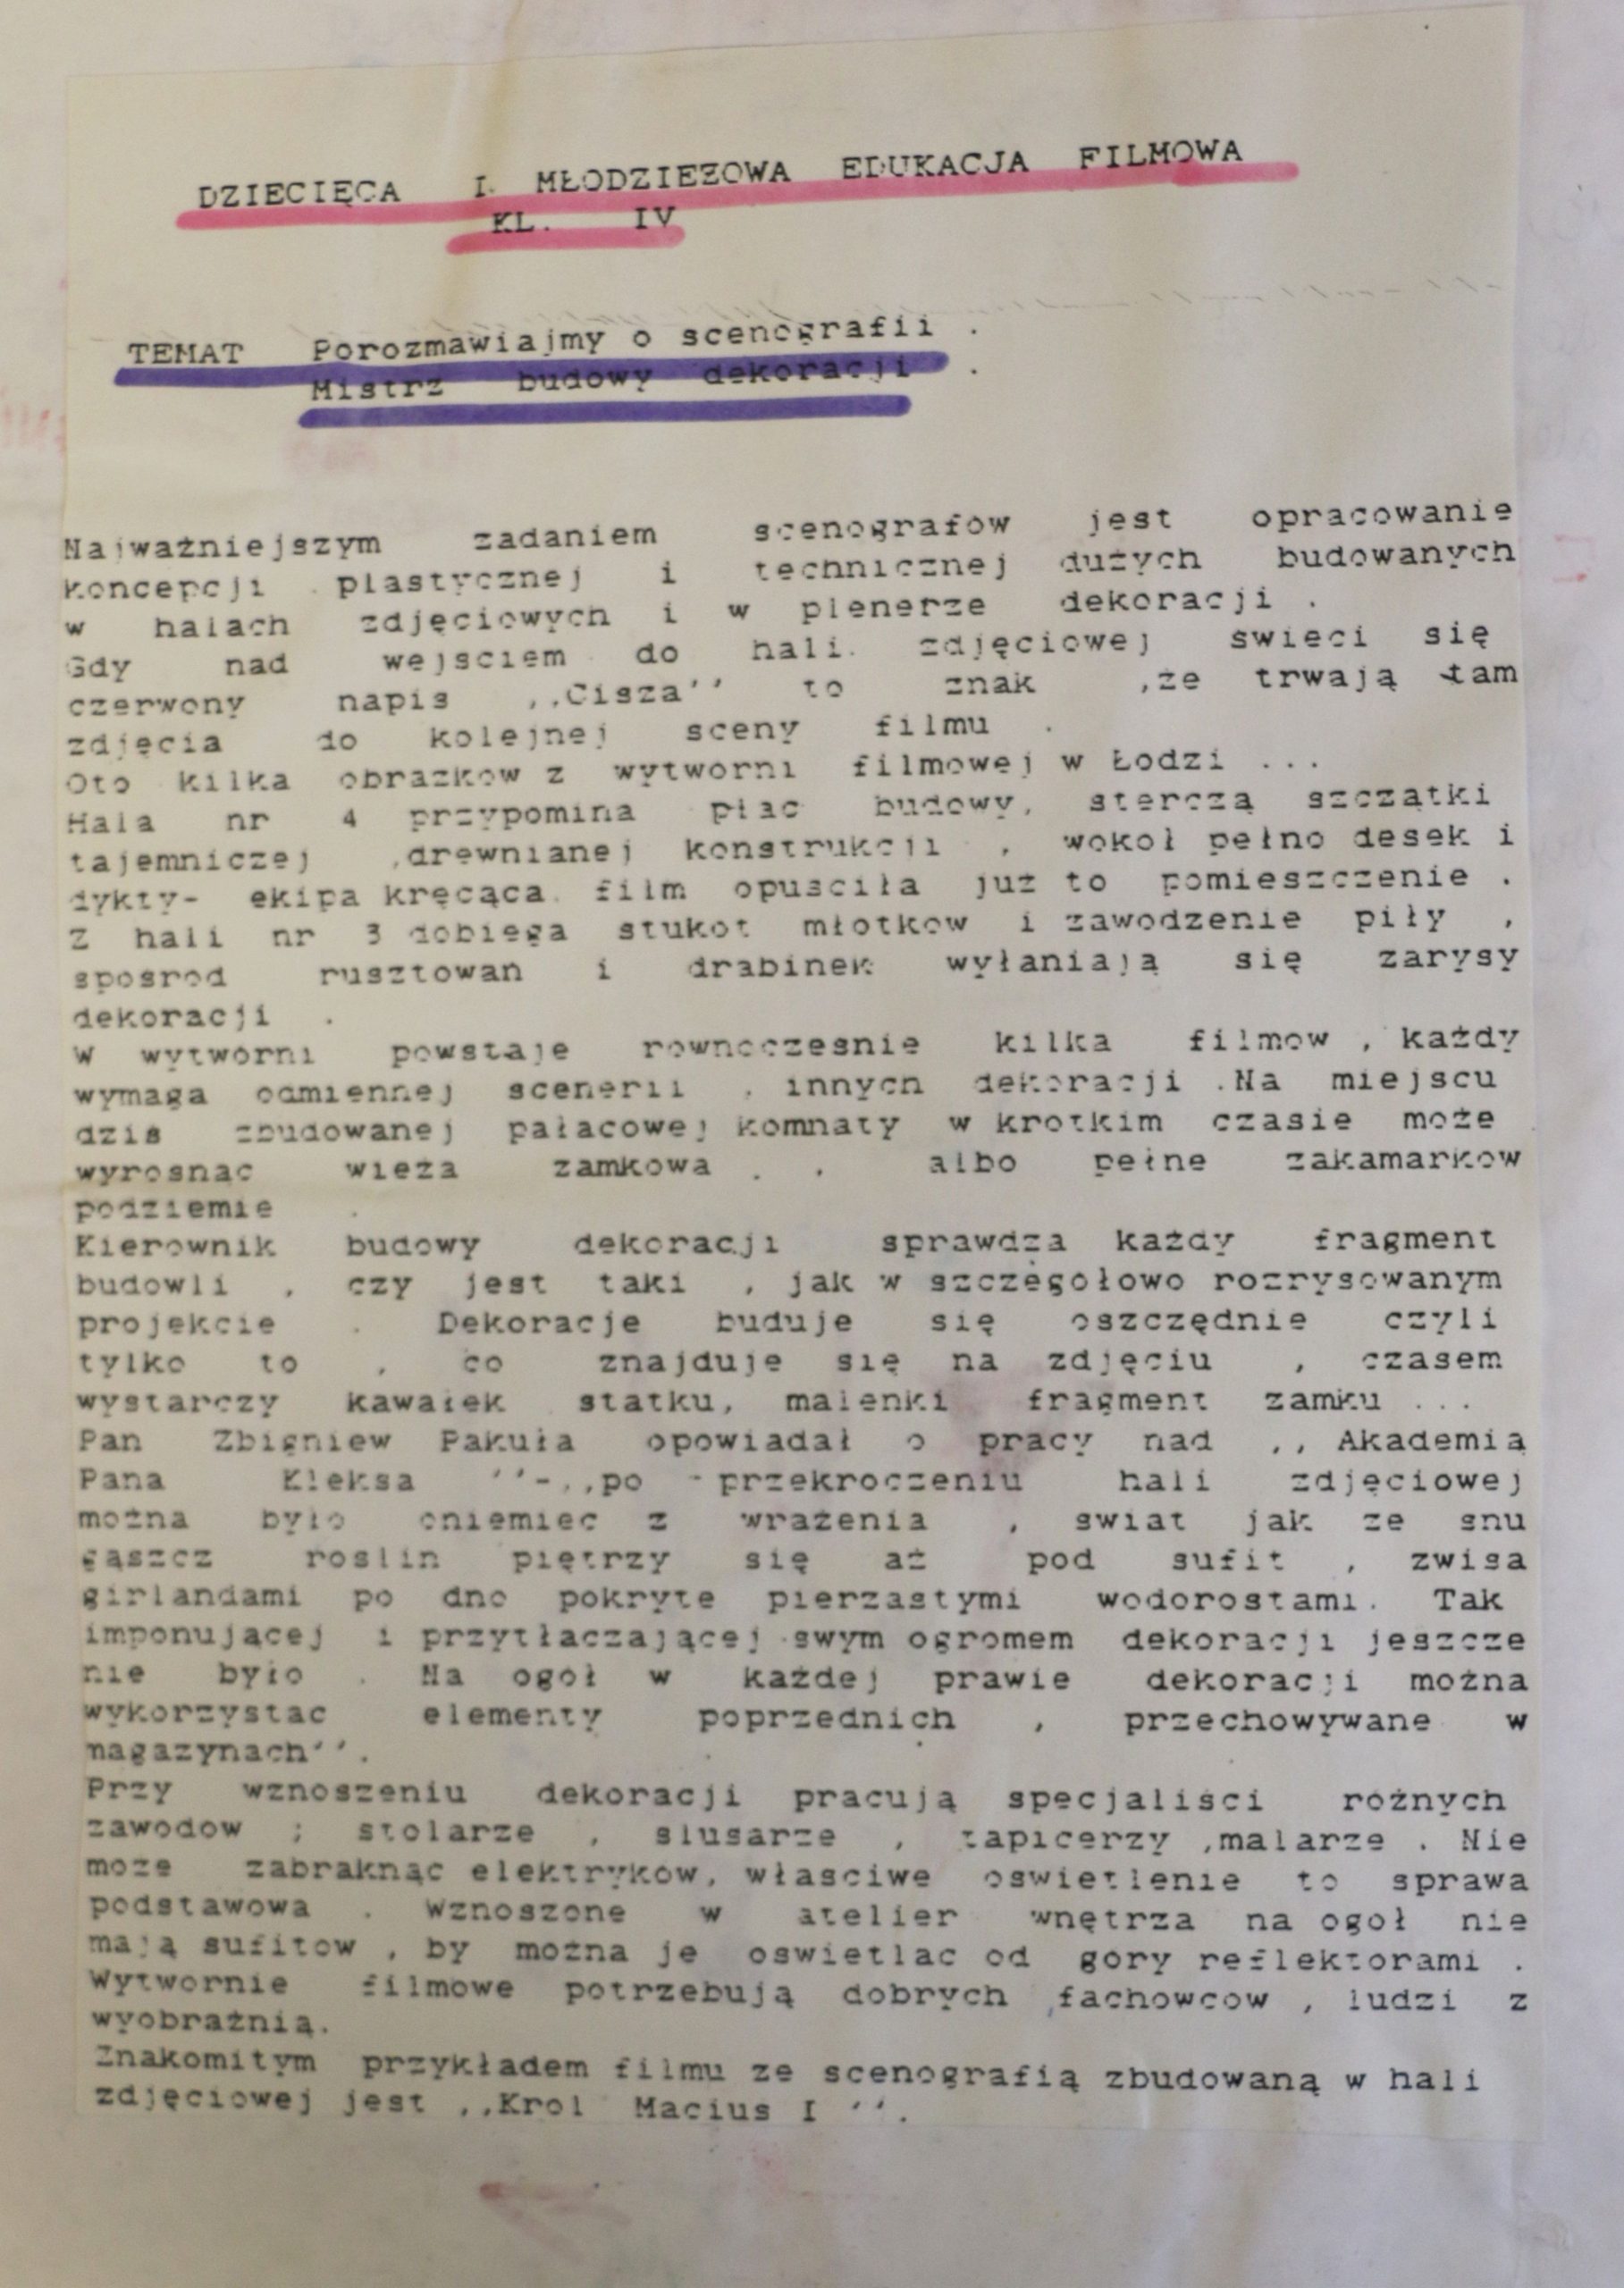 DZIECIĘCA I MŁODZIEŻOWA EDUKACJA FILMOWA
KL. IV
TEMAT Porozmawiajmy o scenografii .
Mistrz budowy dekoracji .
Najważniejszym zadaniem scenografow jest opracowanie
koncepcji plastycznej i technicznej dużych budowanych
w halach zdjęciowych i w plenerze dekoracji .
Gdy nad wejsciem do hali zdjęciowej swieci się
czerwony napis ,,Cisza'' to znak ,że trwają tam
zdjęcia do kolejnej sceny filmu .
Oto kilka obrazkow z wytworni filmowej w Łodzi ...
Hala nr 4 przypomina plac budowy, sterczą szczątki
tajemniczej ,drewnianej konstrukcji , wokoł pełno desek i
dykty- ekipa kręcąca film opusciła już to pomieszczenie .
Z hali nr 3 dobiega stukot młotkow i zawodzenie piły ,
sposrod rusztowan i drabinek wyłaniają się zarysy
dekoracji .
W wytworni powstaje rownoczesnie kilka filmow , każdy
wymaga odmiennej scenerii , innych dekoracji .Na miejscu
dzis zbudowanej pałacowej komnaty w krotkim czasie może
wyrosnąc wieża zamkowa . , albo pełne zakamarkow
podziemie .
Kierownik budowy dekoracji sprawdza każdy fragment
budowli , czy jest taki , jak w szczegołowo rozrysowanym
projekcie . Dekoracje buduje się oszczędnie czyli
tylko to , co znajduje się na zdjęciu , czasem
wystarczy kawałek statku, malenki fragment zamku ...
Pan Zbigniew Pakuła opowiadał o pracy nad ,, Akademią
Pana Kleksa ''-,,po przekroczeniu hali zdjęciowej
można było oniemiec z wrażenia , swiat jak ze snu
gąszcz roslin piętrzy się aż pod sufit , zwisa
girlandami po dno pokryte pierzastymi wodorostami. Tak
imponującej i przytłaczającej swym ogromem dekoracji jeszcze
nie było . Na ogoł w każdej prawie dekoracji można
wykorzystac elementy poprzednich , przechowywane w
magazynach''.
Przy wznoszeniu dekoracji pracują specjalisci rożnych
zawodow ; stolarze , slusarze , tapicerzy ,malarze . Nie
może zabraknąc elektrykow, własciwe oswietlenie to sprawa
podstawowa . Wznoszone w atelier wnętrza na ogoł nie
mają sufitow , by można je oswietlac od gory reflektorami .
Wytwornie filmowe potrzebują dobrych fachowcow , ludzi z
wyobraźnią.
Znakomitym przykładem filmu ze scenografią zbudowaną w hali
zdjęciowej jest ,,Krol Macius I ''.